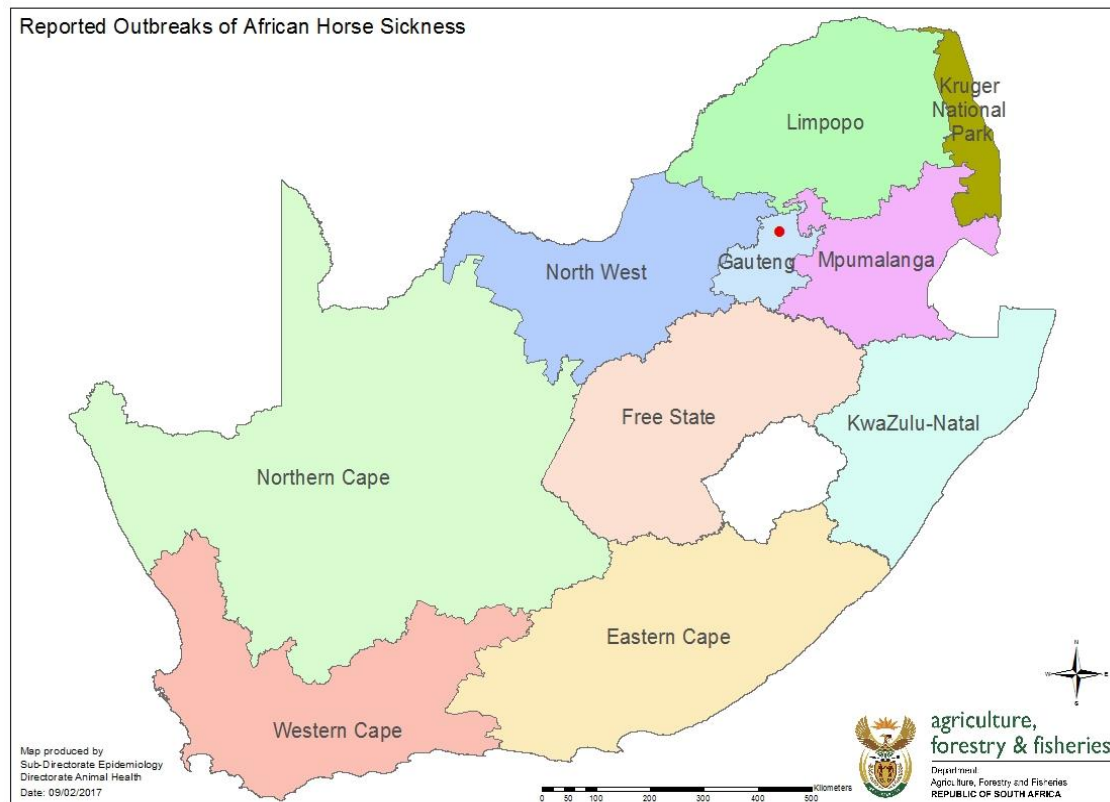 Reported Outbreaks of African Horse Sickness
Kruger
National
Park
Limpopo
North West
Gauteng
Mpumalanga
Free State
KwaZulu-Natal
Northern Cape
Eastern Cape
Western Cape
N
W
E
S
Map produced by
Sub-Directorate Epidemiology
Directorate Animal Health
Date: 09/02/2017
Kilometers
0 50 100 200 300 400 500
agriculture,
forestry & fisheries
Department:
Agriculture, Forestry and Fisheries
REPUBLIC OF SOUTH AFRICA